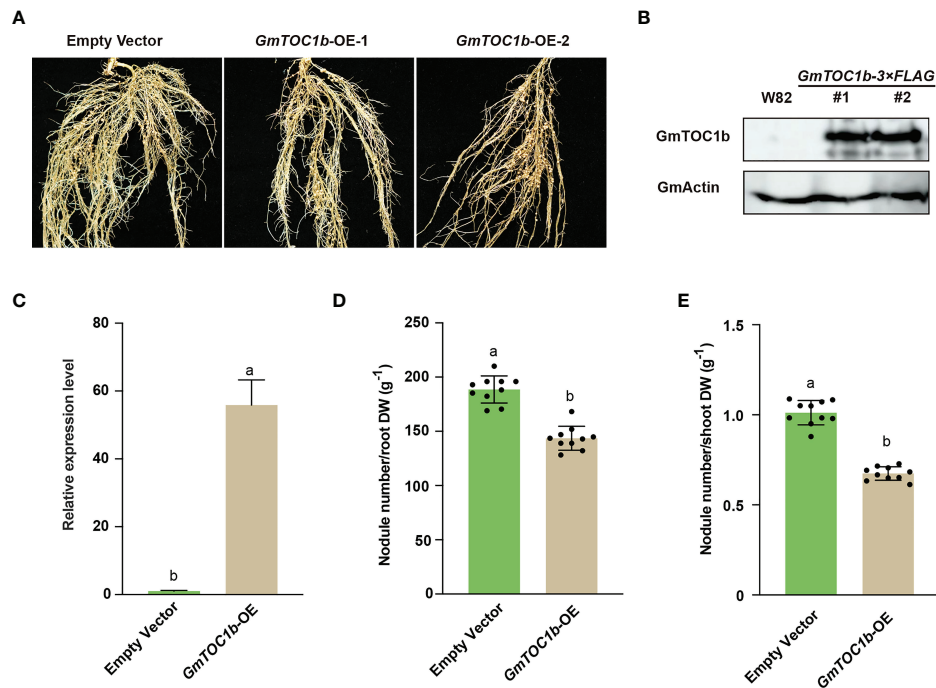 A
Empty Vector
GmTOC1b-OE-1
GmTOC1b-OE-2
B
GmTOC1b-3×FLAG
W82
#1
#2
GmTOC1b
GmActin
C
Relative expression level
80
60
40
20
0
b
a
Empty Vector
GmTOC1b-OE
D
Nodule number/root DW (g⁻¹)
250
200
150
100
50
0
a
b
Empty Vector
GmTOC1b-OE
E
Nodule number/shoot DW (g⁻¹)
1.5
1.0
0.5
0
a
b
Empty Vector
GmTOC1b-OE